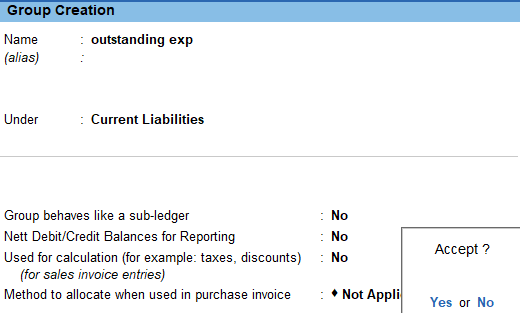 Group Creation
Name : outstanding exp
(alias) :
Under : Current Liabilities
Group behaves like a sub-ledger : No
Nett Debit/Credit Balances for Reporting : No
Used for calculation (for example: taxes, discounts) : No
(for sales invoice entries)
Method to allocate when used in purchase invoice : ♦ Not Appli
Accept ?
Yes or No